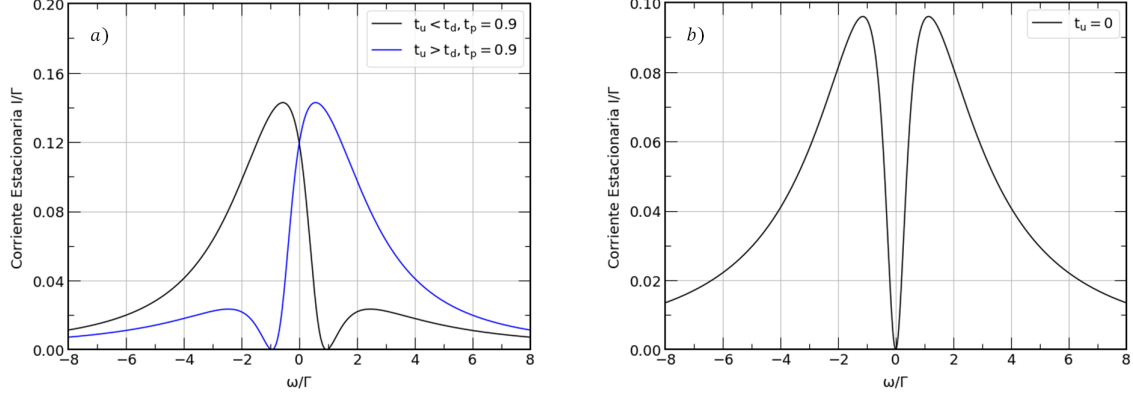 a)
t_u < t_d, t_p = 0.9
t_u > t_d, t_p = 0.9
Corriente Estacionaria I/Γ
0.20
0.16
0.12
0.08
0.04
0.00
−8 −6 −4 −2 0 2 4 6 8
ω/Γ
b)
t_u = 0
Corriente Estacionaria I/Γ
0.10
0.08
0.06
0.04
0.02
0.00
−8 −6 −4 −2 0 2 4 6 8
ω/Γ